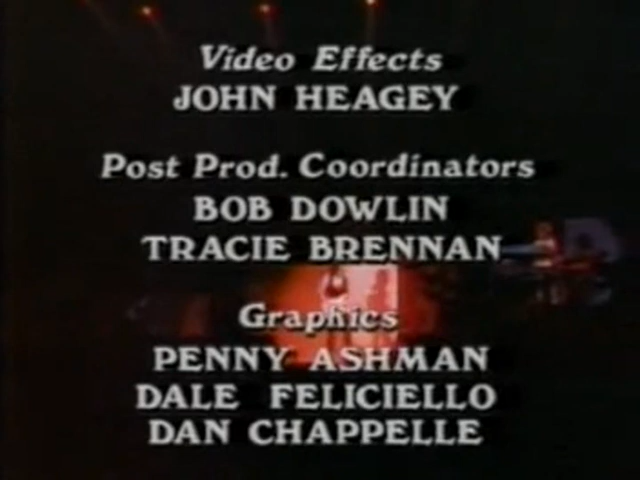 Video Effects
JOHN HEAGEY
Post Prod. Coordinators
BOB DOWLIN
TRACIE BRENNAN
Graphics
PENNY ASHMAN
DALE FELICIELLO
DAN CHAPPELLE